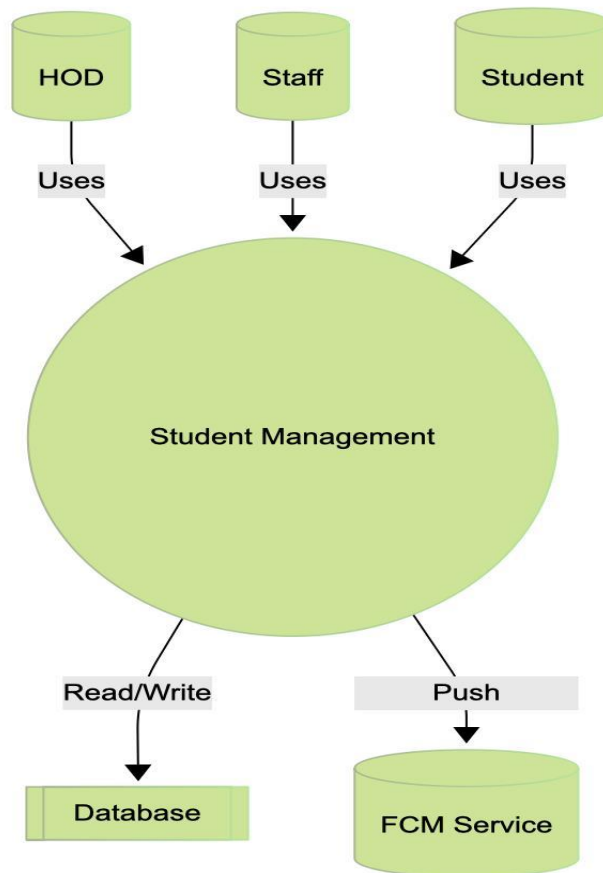 HOD
Staff
Student
Uses
Uses
Uses
Student Management
Read/Write
Push
Database
FCM Service